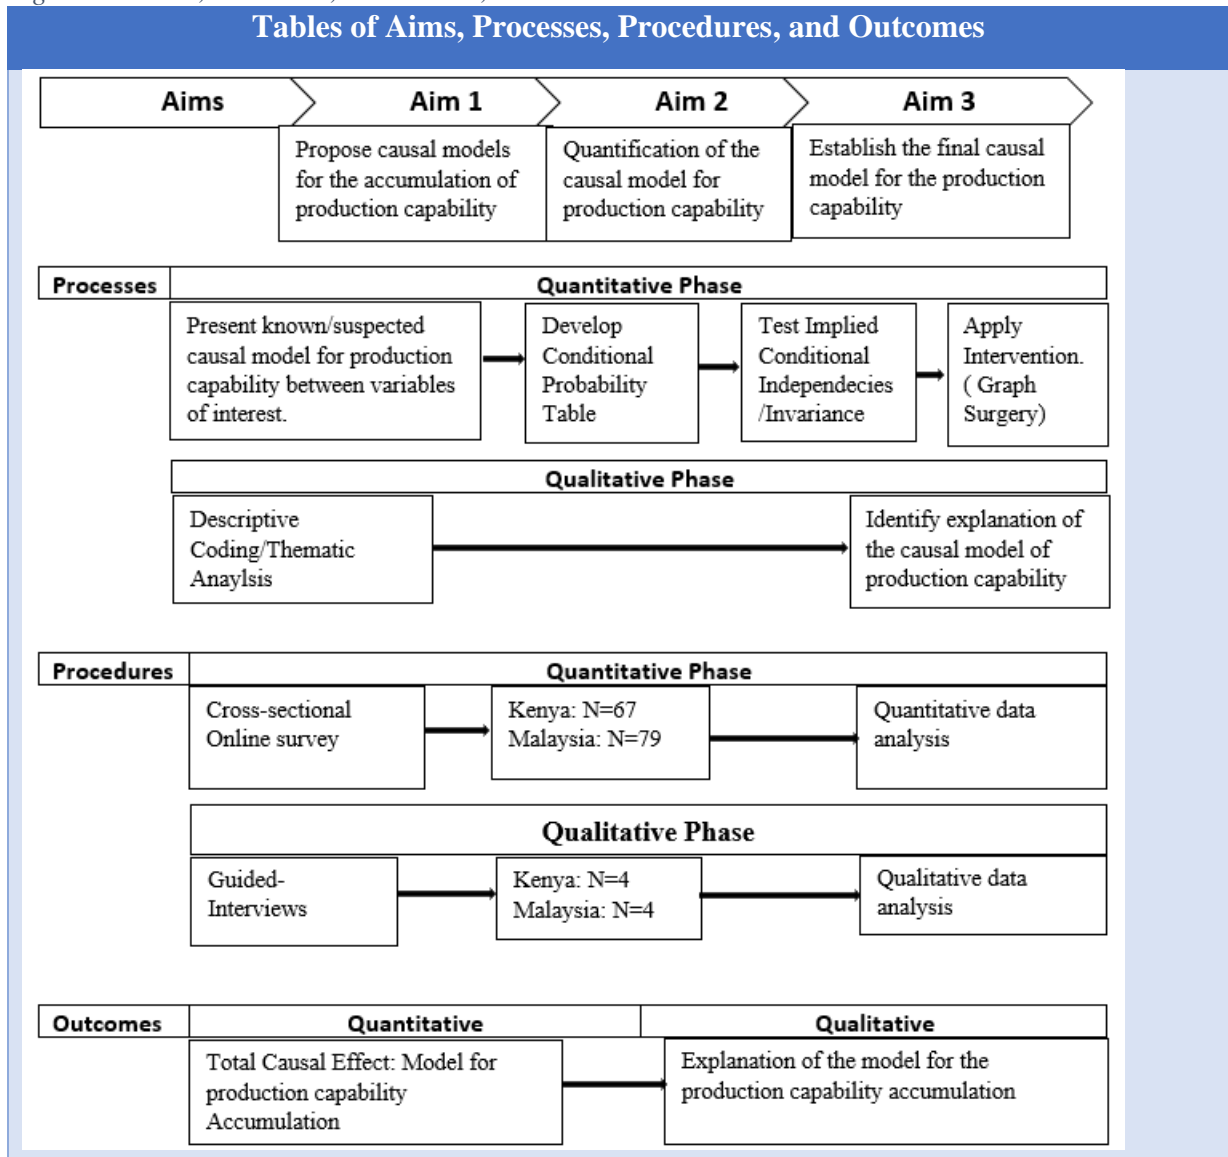 Tables of Aims, Processes, Procedures, and Outcomes
Aims
Aim 1
Aim 2
Aim 3
Propose causal models
for the accumulation of
production capability
Quantification of the
causal model for
production capability
Establish the final causal
model for the production
capability
Processes
Quantitative Phase
Present known/suspected
causal model for production
capability between variables
of interest.
Develop
Conditional
Probability
Table
Test Implied
Conditional
Independecies
/Invariance
Apply
Intervention.
( Graph
Surgery)
Qualitative Phase
Descriptive
Coding/Thematic
Anaylsis
Identify explanation of
the causal model of
production capability
Procedures
Quantitative Phase
Cross-sectional
Online survey
Kenya: N=67
Malaysia: N=79
Quantitative data
analysis
Qualitative Phase
Guided-
Interviews
Kenya: N=4
Malaysia: N=4
Qualitative data
analysis
Outcomes
Quantitative
Qualitative
Total Causal Effect: Model for
production capability
Accumulation
Explanation of the model for the
production capability accumulation